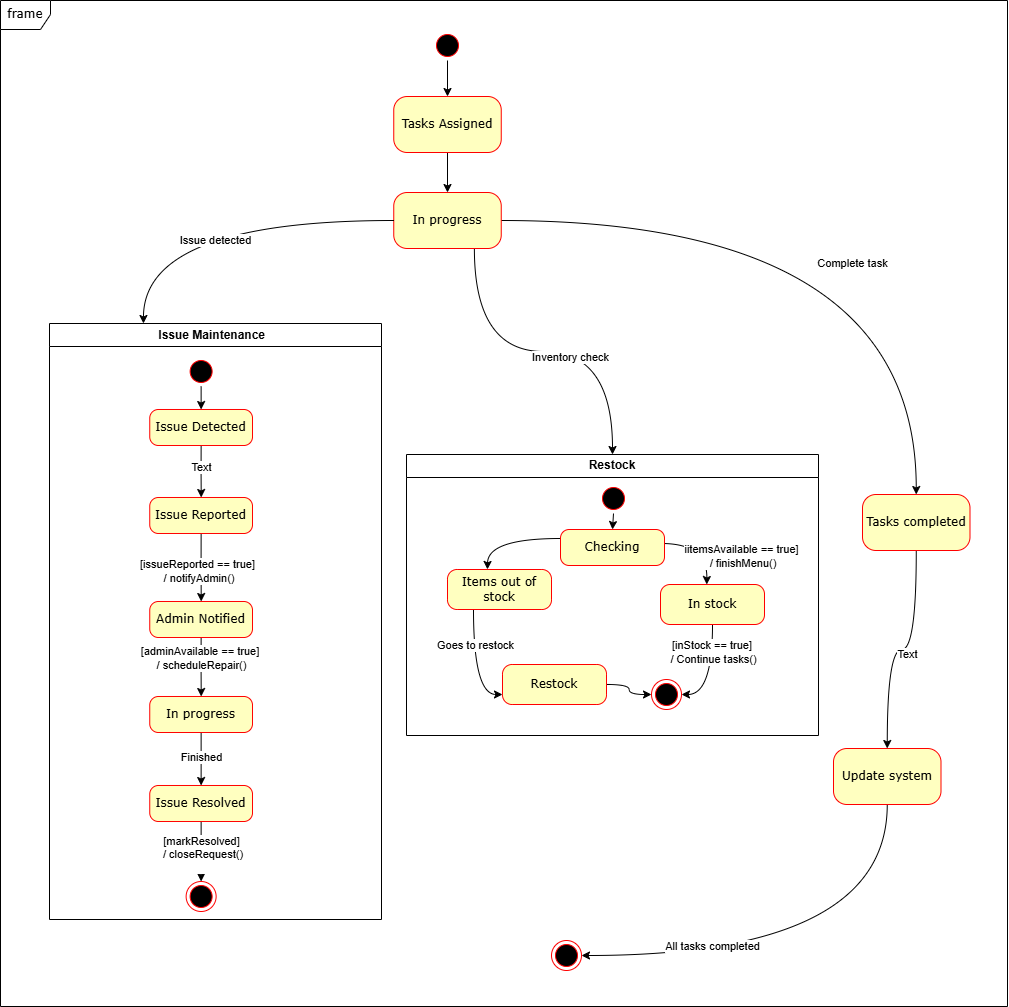 frame
Tasks Assigned
In progress
Issue detected
Complete task
Issue Maintenance
Inventory check
Issue Detected
Text
Issue Reported
[issueReported == true]
/ notifyAdmin()
Admin Notified
[adminAvailable == true]
/ scheduleRepair()
In progress
Finished
Issue Resolved
[markResolved]
/ closeRequest()
Restock
Checking
iitemsAvailable == true]
/ finishMenu()
Items out of
stock
In stock
Goes to restock
[inStock == true]
/ Continue tasks()
Restock
Tasks completed
Text
Update system
All tasks completed